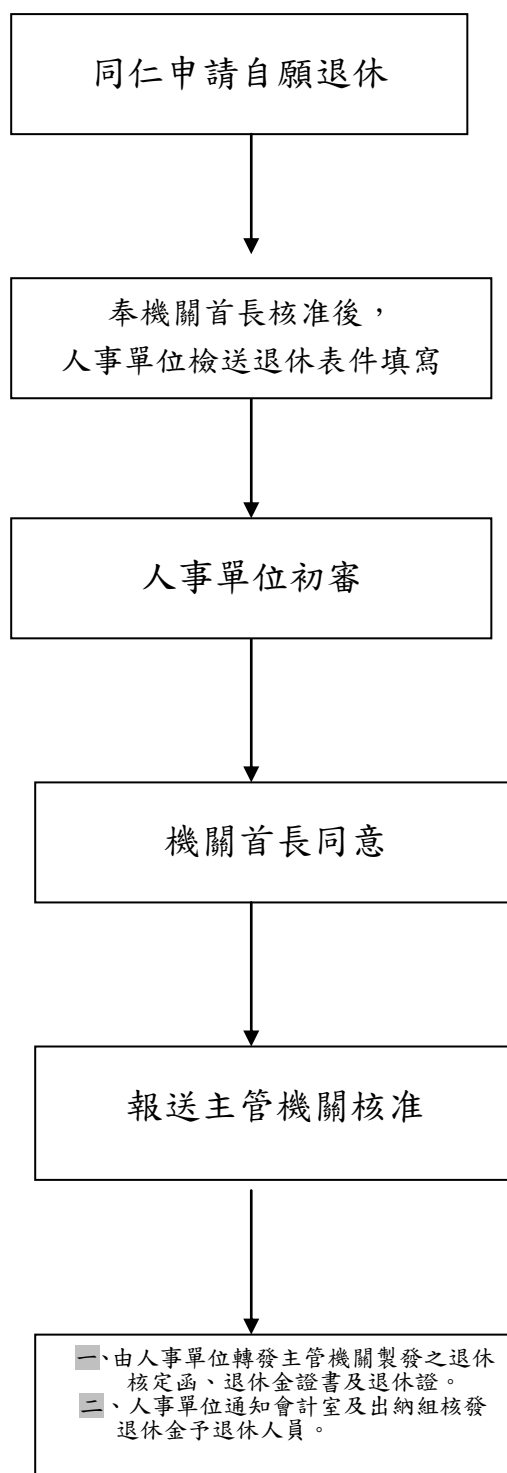 同仁申請自願退休
奉機關首長核准後，
人事單位檢送退休表件填寫
人事單位初審
機關首長同意
報送主管機關核准
一、由人事單位轉發主管機關製發之退休
核定函、退休金證書及退休證。
二、人事單位通知會計室及出納組核發
退休金予退休人員。